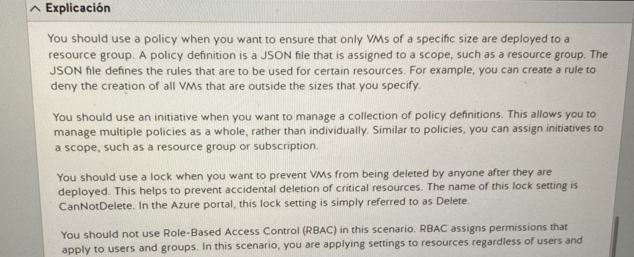 Explicación
You should use a policy when you want to ensure that only VMs of a specific size are deployed to a
resource group. A policy definition is a JSON file that is assigned to a scope, such as a resource group. The
JSON file defines the rules that are to be used for certain resources. For example, you can create a rule to
deny the creation of all VMs that are outside the sizes that you specify.
You should use an initiative when you want to manage a collection of policy definitions. This allows you to
manage multiple policies as a whole, rather than individually. Similar to policies, you can assign initiatives to
a scope, such as a resource group or subscription.
You should use a lock when you want to prevent VMs from being deleted by anyone after they are
deployed. This helps to prevent accidental deletion of critical resources. The name of this lock setting is
CanNotDelete. In the Azure portal, this lock setting is simply referred to as Delete.
You should not use Role-Based Access Control (RBAC) in this scenario. RBAC assigns permissions that
apply to users and groups. In this scenario, you are applying settings to resources regardless of users and